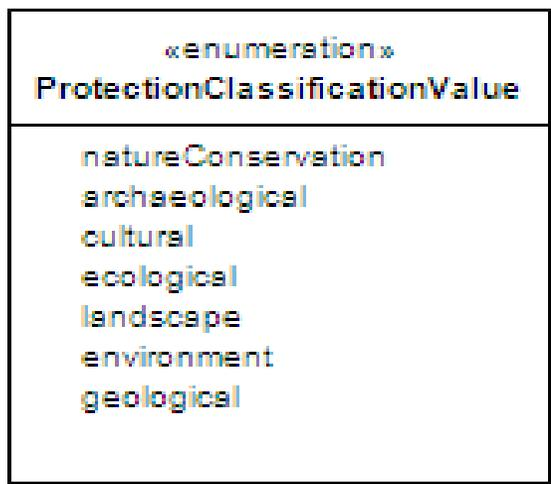 «enumeration»
ProtectionClassificationValue
natureConservation
archaeological
cultural
ecological
landscape
environment
geological